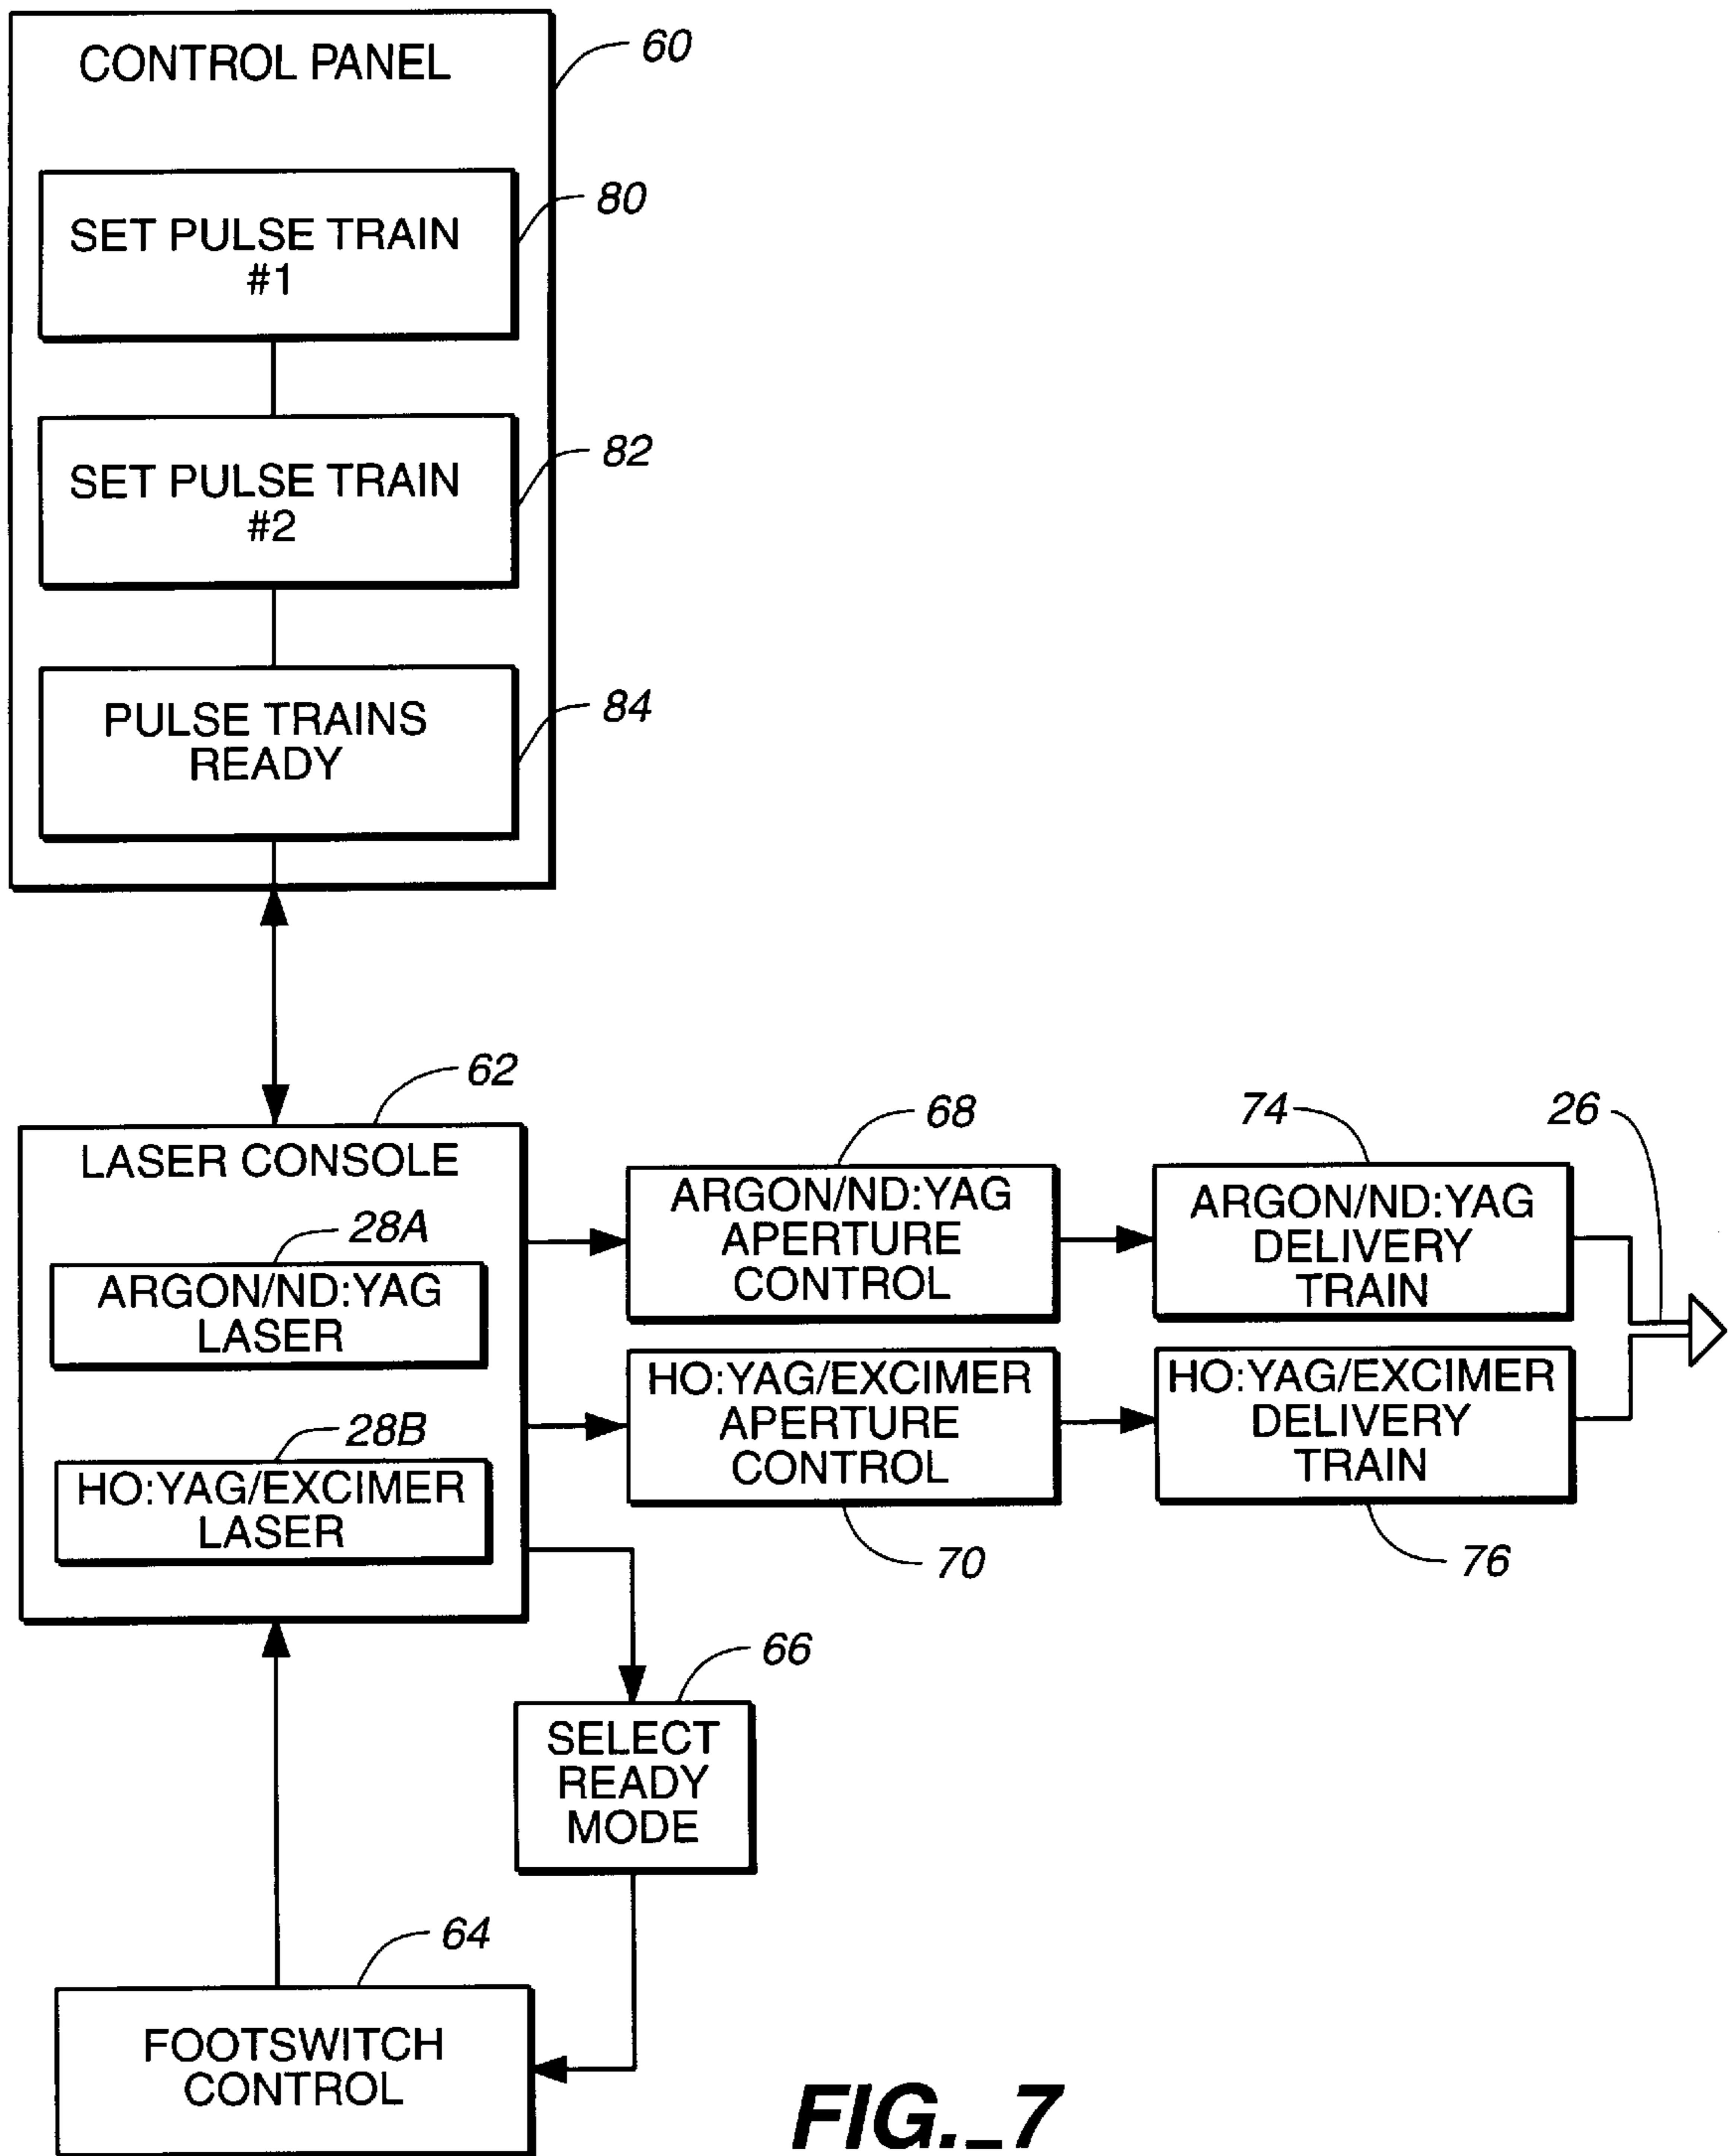 CONTROL PANEL
60
SET PULSE TRAIN
#1
80
SET PULSE TRAIN
#2
82
PULSE TRAINS
READY
84
LASER CONSOLE
62
ARGON/ND:YAG
LASER
28A
HO:YAG/EXCIMER
LASER
28B
ARGON/ND:YAG
APERTURE
CONTROL
68
ARGON/ND:YAG
DELIVERY
TRAIN
74
26
HO:YAG/EXCIMER
APERTURE
CONTROL
70
HO:YAG/EXCIMER
DELIVERY
TRAIN
76
SELECT
READY
MODE
66
FOOTSWITCH
CONTROL
64
FIG._7